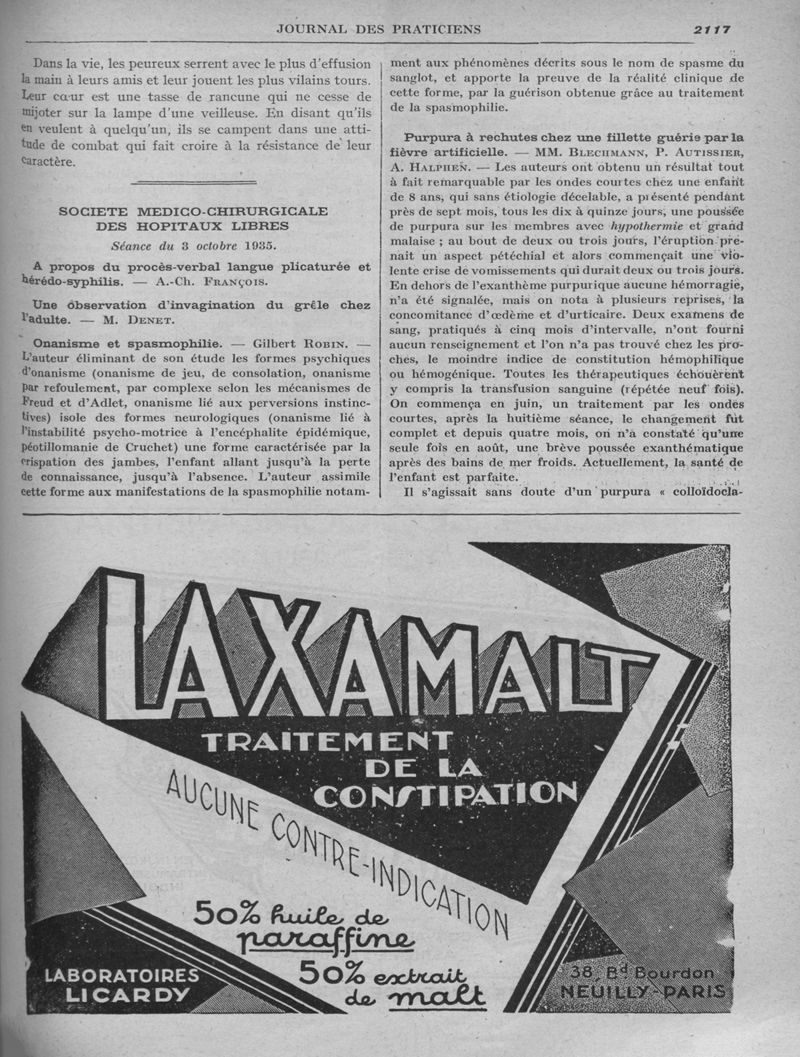 JOURNAL DES PRATICIENS 2117
Dans la vie, les peureux serrent avec le plus d'effusion
la main à leurs amis et leur jouent les plus vilains tours.
Leur cœur est une tasse de rancune qui ne cesse de
mijoter sur la lampe d'une veilleuse. En disant qu'ils
en veulent à quelqu'un, ils se campent dans une atti-
tude de combat qui fait croire à la résistance de leur
caractère.
SOCIETE MEDICO-CHIRURGICALE
DES HOPITAUX LIBRES
Séance du 3 octobre 1935.
A propos du procès-verbal langue plicaturée et
hérédo-syphilis. — A.-Ch. FRANÇOIS.
Une observation d'invagination du grêle chez
l'adulte. — M. DENET.
Onanisme et spasmophilie. — Gilbert ROBIN. —
L'auteur éliminant de son étude les formes psychiques
d'onanisme (onanisme de jeu, de consolation, onanisme
par refoulement, par complexe selon les mécanismes de
Freud et d'Adlet, onanisme lié aux perversions instinc-
tives) isole des formes neurologiques (onanisme lié à
l'instabilité psycho-motrice à l'encéphalite épidémique,
péotillomanie de Cruchet) une forme caractérisée par la
crispation des jambes, l'enfant allant jusqu'à la perte
de connaissance, jusqu'à l'absence. L'auteur assimile
cette forme aux manifestations de la spasmophilie notam-
ment aux phénomènes décrits sous le nom de spasme du
sanglot, et apporte la preuve de la réalité clinique de
cette forme, par la guérison obtenue grâce au traitement
de la spasmophilie.
Purpura à rechutes chez une fillette guérie par la
fièvre artificielle. — MM. BLECHMANN, P. AUTISSIER,
A. HALPHEN. — Les auteurs ont obtenu un résultat tout
à fait remarquable par les ondes courtes chez une enfant
de 8 ans, qui sans étiologie décelable, a présenté pendant
près de sept mois, tous les dix à quinze jours, une poussée
de purpura sur les membres avec hypothermie et grand
malaise ; au bout de deux ou trois jours, l'éruption pre-
nait un aspect pétéchial et alors commençait une vio-
lente crise de vomissements qui durait deux ou trois jours.
En dehors de l'exanthème purpurique aucune hémorragie,
n'a été signalée, mais on nota à plusieurs reprises, la
concomitance d'œdème et d'urticaire. Deux examens de
sang, pratiqués à cinq mois d'intervalle, n'ont fourni
aucun renseignement et l'on n'a pas trouvé chez les pro-
ches, le moindre indice de constitution hémophilique
ou hémogénique. Toutes les thérapeutiques échouèrent
y compris la transfusion sanguine (répétée neuf fois).
On commença en juin, un traitement par les ondes
courtes, après la huitième séance, le changement fut
complet et depuis quatre mois, on n'a constaté qu'une
seule fois en août, une brève poussée exanthématique
après des bains de mer froids. Actuellement, la santé de
l'enfant est parfaite.
Il s'agissait sans doute d'un purpura « colloïdocla-
LAXAMALT
TRAITEMENT
DE LA
CONSTIPATION
AUCUNE CONTRE-INDICATION
50% huile de
paraffine
50% extrait
de malt
LABORATOIRES
LICARDY
38, Bd Bourdon
NEUILLY-PARIS